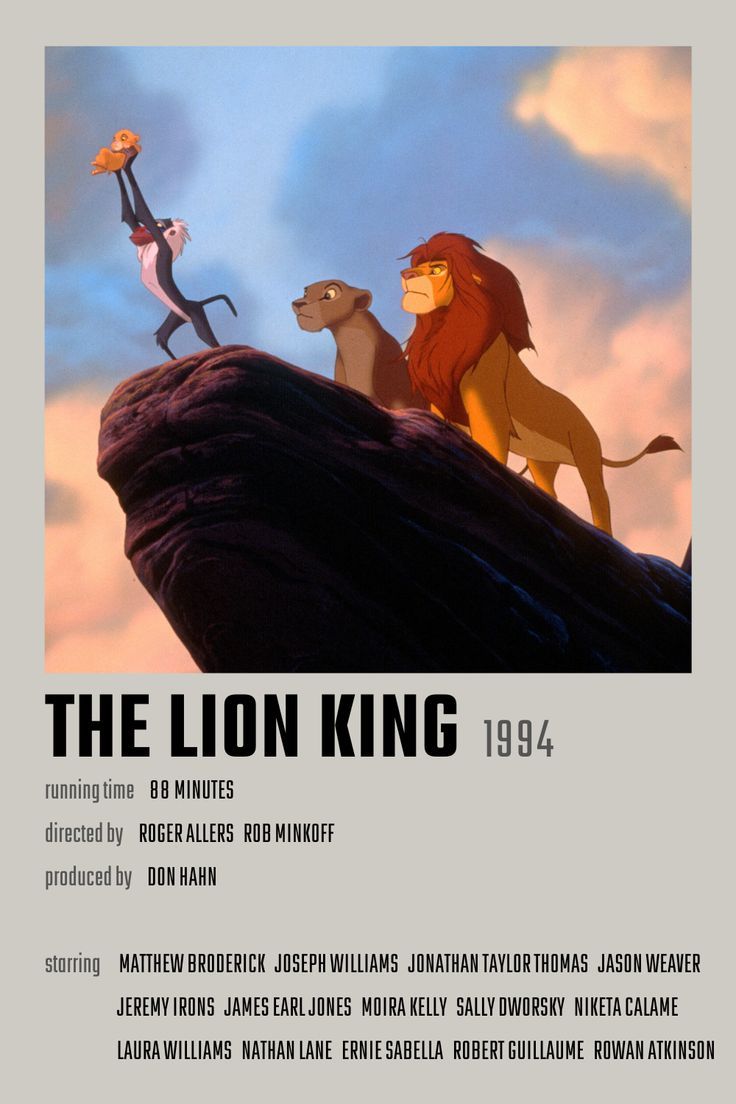 THE LION KING 1994
running time 88 MINUTES
directed by ROGER ALLERS ROB MINKOFF
produced by DON HAHN
starring MATTHEW BRODERICK JOSEPH WILLIAMS JONATHAN TAYLOR THOMAS JASON WEAVER
JEREMY IRONS JAMES EARL JONES MOIRA KELLY SALLY DWORSKY NIKETA CALAME
LAURA WILLIAMS NATHAN LANE ERNIE SABELLA ROBERT GUILLAUME ROWAN ATKINSON